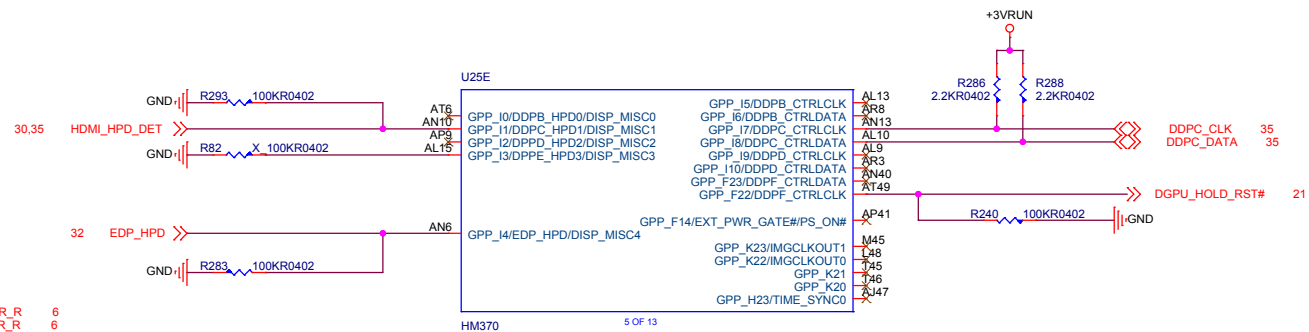 +3VRUN
U25E
R286
2.2KR0402
R288
2.2KR0402
GND
R293
100KR0402
30,35
HDMI_HPD_DET
GND
R82
X_100KR0402
AT6
AN10
AP9
AL15
GPP_I0/DDPB_HPD0/DISP_MISC0
GPP_I1/DDPC_HPD1/DISP_MISC1
GPP_I2/DPPD_HPD2/DISP_MISC2
GPP_I3/DPPE_HPD3/DISP_MISC3
32
EDP_HPD
AN6
GPP_I4/EDP_HPD/DISP_MISC4
GND
R283
100KR0402
GPP_I5/DDPB_CTRLCLK
GPP_I6/DDPB_CTRLDATA
GPP_I7/DDPC_CTRLCLK
GPP_I8/DDPC_CTRLDATA
GPP_I9/DDPD_CTRLCLK
GPP_I10/DDPD_CTRLDATA
GPP_F23/DDPF_CTRLDATA
GPP_F22/DDPF_CTRLCLK
GPP_F14/EXT_PWR_GATE#/PS_ON#
GPP_K23/IMGCLKOUT1
GPP_K22/IMGCLKOUT0
GPP_K21
GPP_K20
GPP_H23/TIME_SYNC0
AL13
AR8
AN13
AL10
AL9
AR3
AN40
AT49
AP41
M45
L48
T45
T46
AJ47
DDPC_CLK 35
DDPC_DATA 35
DGPU_HOLD_RST# 21
R240
100KR0402
GND
R_R 6
R_R 6
HM370
5 OF 13